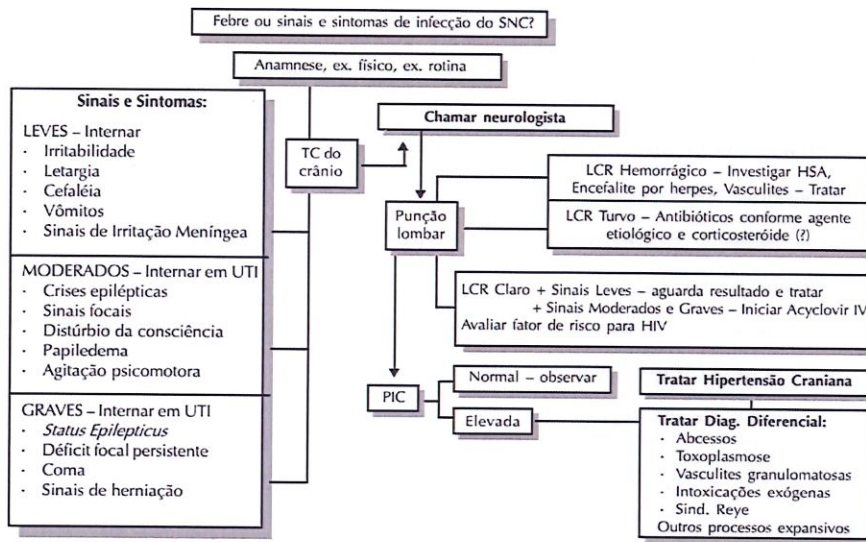 Febre ou sinais e sintomas de infecção do SNC?
Anamnese, ex. físico, ex. rotina
Sinais e Sintomas:
LEVES – Internar
· Irritabilidade
· Letargia
· Cefaléia
· Vômitos
· Sinais de Irritação Meníngea
MODERADOS – Internar em UTI
· Crises epilépticas
· Sinais focais
· Distúrbio da consciência
· Papiledema
· Agitação psicomotora
GRAVES – Internar em UTI
· Status Epilepticus
· Déficit focal persistente
· Coma
· Sinais de herniação
TC do
crânio
Chamar neurologista
Punção
lombar
LCR Hemorrágico – Investigar HSA,
Encefalite por herpes, Vasculites – Tratar
LCR Turvo – Antibióticos conforme agente
etiológico e corticosteróide (?)
LCR Claro + Sinais Leves – aguarda resultado e tratar
+ Sinais Moderados e Graves – Iniciar Acyclovir IV
Avaliar fator de risco para HIV
PIC
Normal – observar
Elevada
Tratar Hipertensão Craniana
Tratar Diag. Diferencial:
· Abcessos
· Toxoplasmose
· Vasculites granulomatosas
· Intoxicações exógenas
· Sind. Reye
Outros processos expansivos